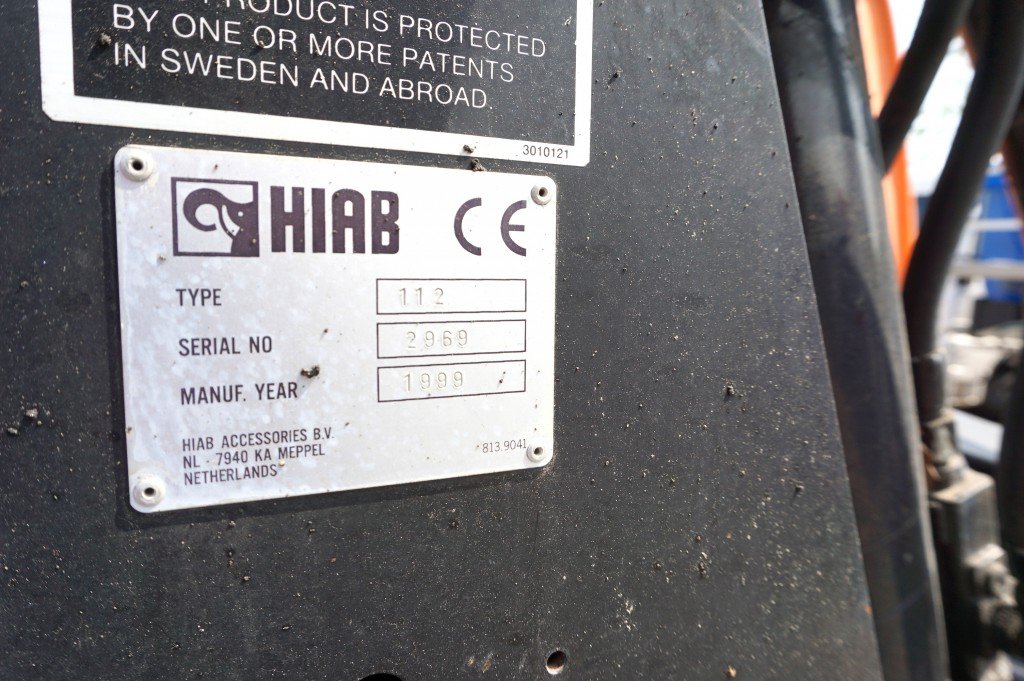 PRODUCT IS PROTECTED
BY ONE OR MORE PATENTS
IN SWEDEN AND ABROAD.
3010121
HIAB CE
TYPE 112
SERIAL NO 2969
MANUF. YEAR 1999
HIAB ACCESSORIES B.V.
NL - 7940 KA MEPPEL
NETHERLANDS
813.9041